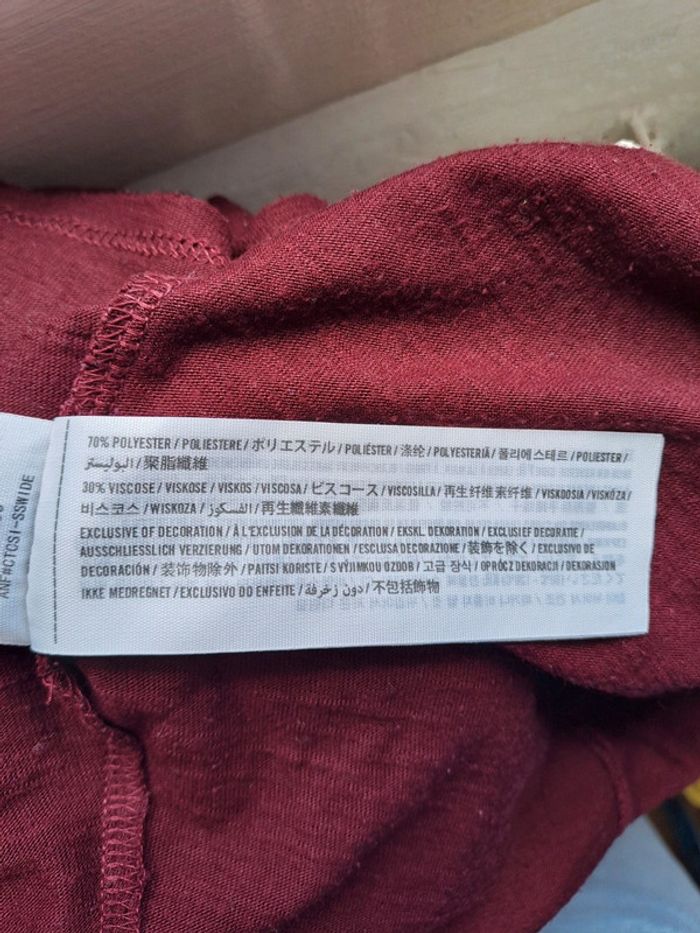 ANF#CTCS1-SSWIDE
70% POLYESTER / POLIESTERE / ポリエステル / POLIÉSTER / 涤纶 / POLYESTERIÄ / 폴리에스테르 / POLIESTER /
البوليستر / 聚脂纖維
30% VISCOSE / VISKOSE / VISKOS / VISCOSA / ビスコース / VISCOSILLA / 再生纤维素纤维 / VISKOOSIA / VISKÓZA /
비스코스 / WISKOZA / الفسكوز / 再生纖維素纖維
EXCLUSIVE OF DECORATION / À L'EXCLUSION DE LA DÉCORATION / EKSKL. DEKORATION / EXCLUSIEF DECORATIE /
AUSSCHLIESSLICH VERZIERUNG / UTOM DEKORATIONEN / ESCLUSA DECORAZIONE / 装飾を除く / EXCLUSIVO DE
DECORACIÓN / 装饰物除外 / PAITSI KORISTE / S VÝJIMKOU OZDOB / 고급 장식 / OPRÓCZ DEKORACJI / DEKORASJON
IKKE MEDREGNET / EXCLUSIVO DO ENFEITE / دون زخرفة / 不包括飾物